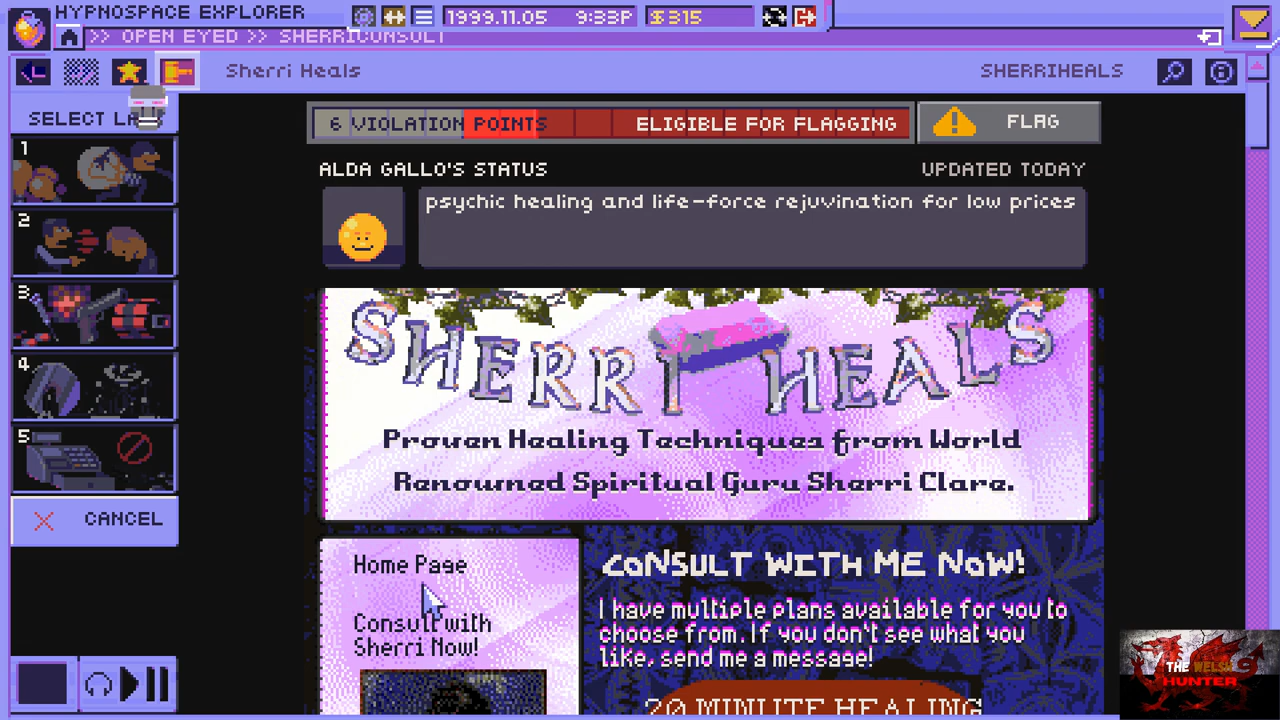 HYPNOSPACE EXPLORER
1999.11.05 9:33P
315
>> OPEN EYED >> SHERRICONSULT
Sherri Heals
SHERRIHEALS
SELECT LA
6 VIOLATION POINTS
ELIGIBLE FOR FLAGGING
FLAG
1
2
3
4
5
CANCEL
ALDA GALLO'S STATUS
UPDATED TODAY
psychic healing and life-force rejuvination for low prices
SHERRI HEALS
Proven Healing Techniques from World
Renowned Spiritual Guru Sherri Clare.
Home Page
Consult with
Sherri Now!
CONSULT WITH ME NOW!
I have multiple plans available for you to
choose from. If you don't see what you
like, send me a message!
20 MINUTE HEALING
THE WELSH
HUNTER